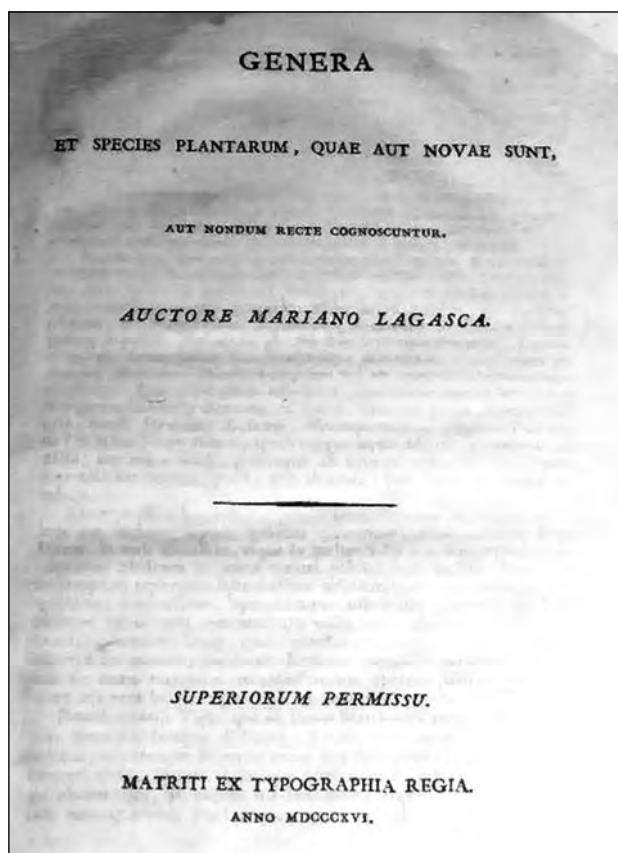 GENERA
ET SPECIES PLANTARUM, QUAE AUT NOVAE SUNT,
AUT NONDUM RECTE COGNOSCUNTUR.
AUCTORE MARIANO LAGASCA.
SUPERIORUM PERMISSU.
MATRITI EX TYPOGRAPHIA REGIA.
ANNO MDCCCXVI.